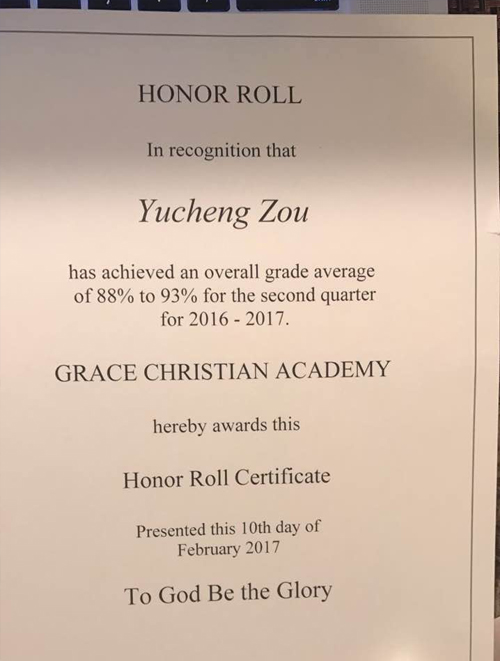 HONOR ROLL
In recognition that
Yucheng Zou
has achieved an overall grade average
of 88% to 93% for the second quarter
for 2016 - 2017.
GRACE CHRISTIAN ACADEMY
hereby awards this
Honor Roll Certificate
Presented this 10th day of
February 2017
To God Be the Glory